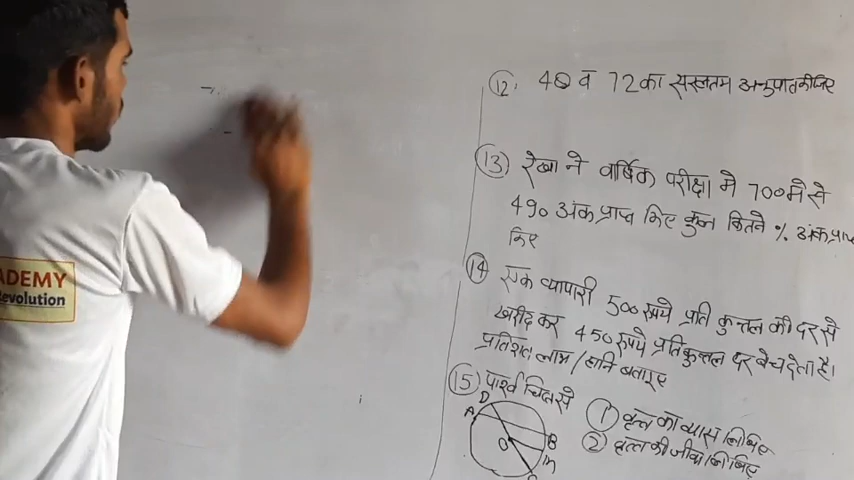 ADEMY
Revolution
(12) 48 व 72 का सरलतम अनुपात कीजिए
(13) रेखा ने वार्षिक परीक्षा मे 700 मैं से
490 अंक प्राप्त किए कुल कितने % अंक प्राप्त
किए
(14) एक व्यापारी 500 रुपये प्रति कुन्तल की दर से
खरीद कर 450 रुपये प्रति कुन्तल पर बेच देता है।
प्रतिशत लाभ / हानि बताइए
(15) पार्श्व चित्र से
(1) वृत्त का व्यास लिखिए
(2) वृत्त की जीवा लिखिए
D
A
O
B
m